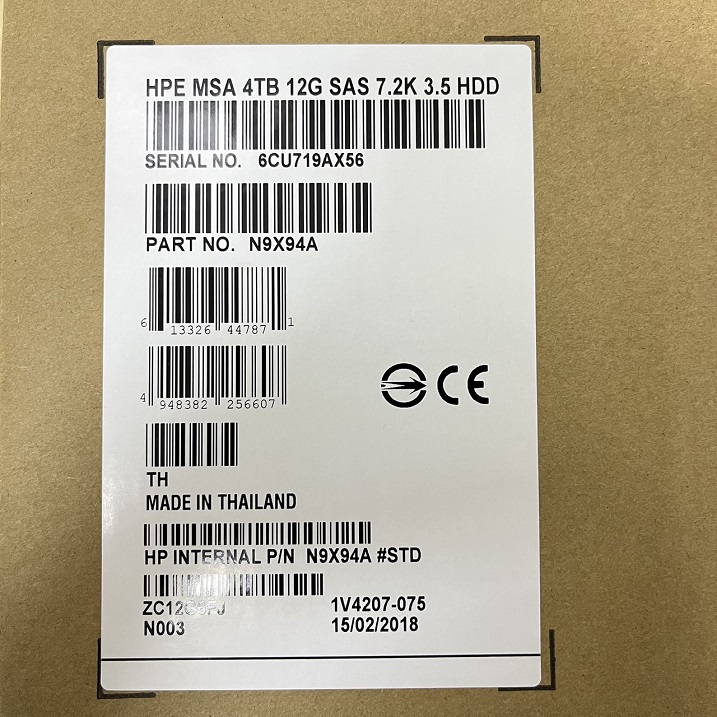 HPE MSA 4TB 12G SAS 7.2K 3.5 HDD
SERIAL NO. 6CU719AX56
PART NO. N9X94A
6 13326 44787 1
4 948382 256607
CE
TH
MADE IN THAILAND
HP INTERNAL P/N N9X94A #STD
1V4207-075
N003 15/02/2018